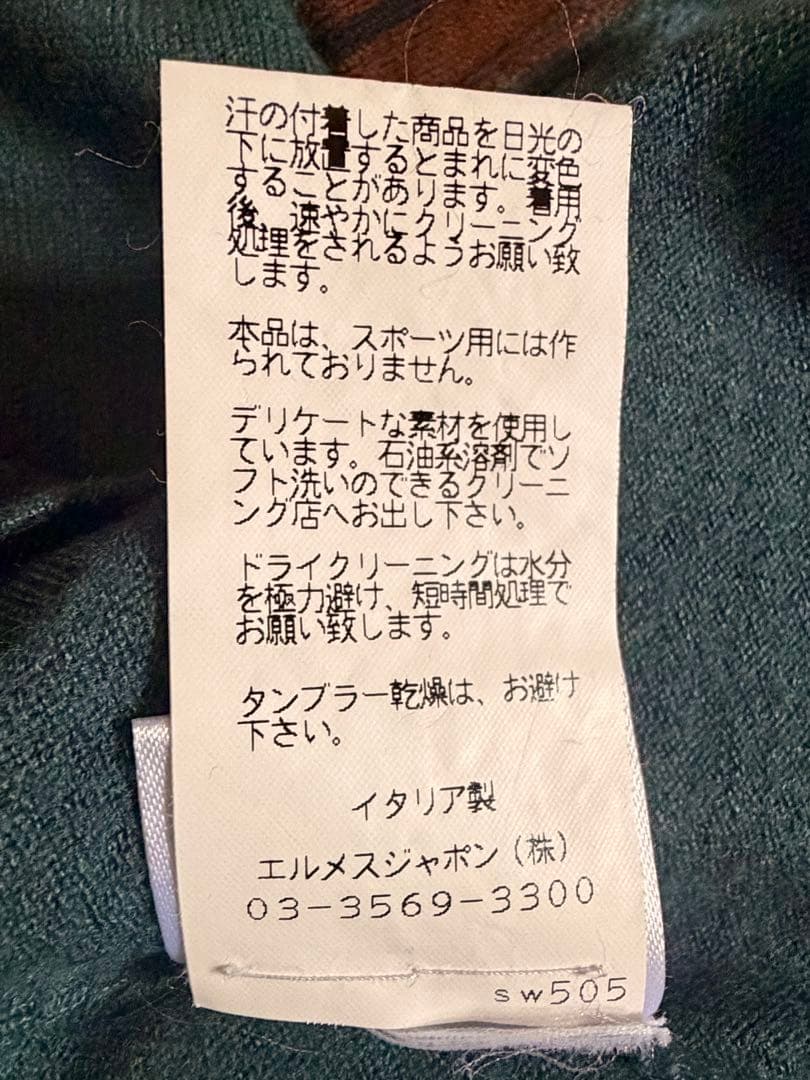 汗の付着した商品を日光の
下に放置するとまれに変色
することがあります。着用
後、速やかにクリーニング
処理をされるようお願い致
します。
本品は、スポーツ用には作
られておりません。
デリケートな素材を使用し
ています。石油系溶剤でソ
フト洗いのできるクリーニ
ング店へお出し下さい。
ドライクリーニングは水分
を極力避け、短時間処理で
お願い致します。
タンブラー乾燥は、お避け
下さい。
イタリア製
エルメスジャポン(株)
03-3569-3300
sw505